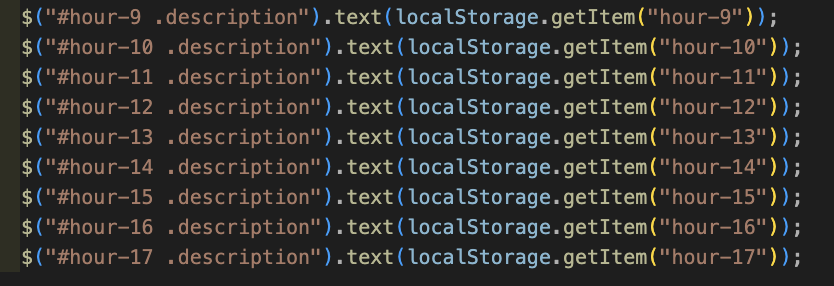 $("#hour-9 .description").text(localStorage.getItem("hour-9"));
$("#hour-10 .description").text(localStorage.getItem("hour-10"));
$("#hour-11 .description").text(localStorage.getItem("hour-11"));
$("#hour-12 .description").text(localStorage.getItem("hour-12"));
$("#hour-13 .description").text(localStorage.getItem("hour-13"));
$("#hour-14 .description").text(localStorage.getItem("hour-14"));
$("#hour-15 .description").text(localStorage.getItem("hour-15"));
$("#hour-16 .description").text(localStorage.getItem("hour-16"));
$("#hour-17 .description").text(localStorage.getItem("hour-17"));